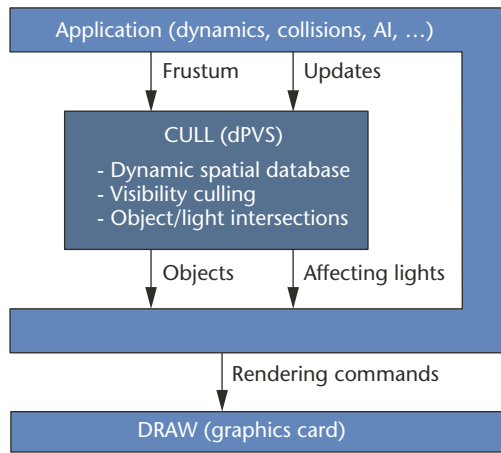 Application (dynamics, collisions, AI, …)
Frustum
Updates
CULL (dPVS)
- Dynamic spatial database
- Visibility culling
- Object/light intersections
Objects
Affecting lights
Rendering commands
DRAW (graphics card)